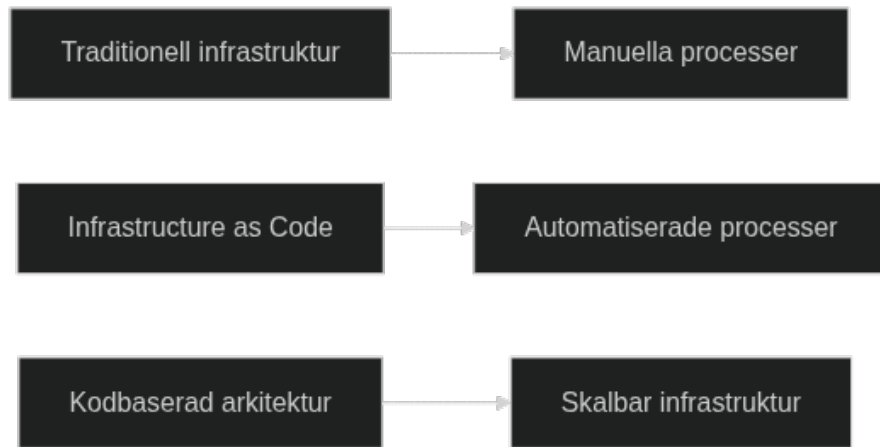 Traditionell infrastruktur
Manuella processer
Infrastructure as Code
Automatiserade processer
Kodbaserad arkitektur
Skalbar infrastruktur